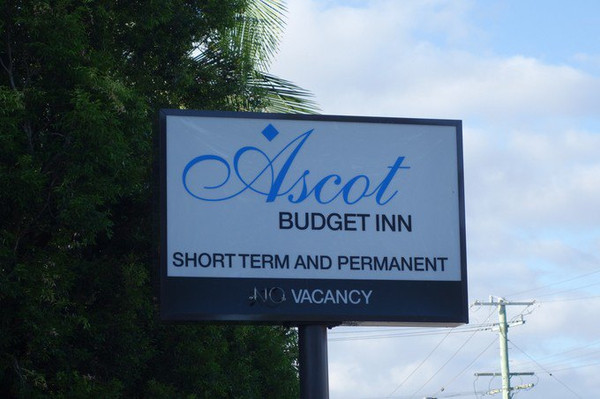 Ascot
BUDGET INN
SHORT TERM AND PERMANENT
NO VACANCY